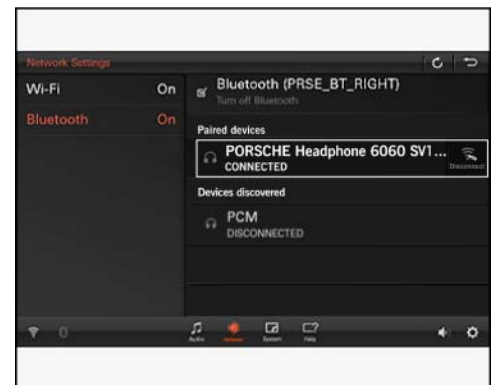 Network Settings
Wi-Fi On
Bluetooth On
Bluetooth (PRSE_BT_RIGHT)
Turn off Bluetooth
Paired devices
PORSCHE Headphone 6060 SV1...
CONNECTED
Disconnect
Devices discovered
PCM
DISCONNECTED
Audio Network System Help